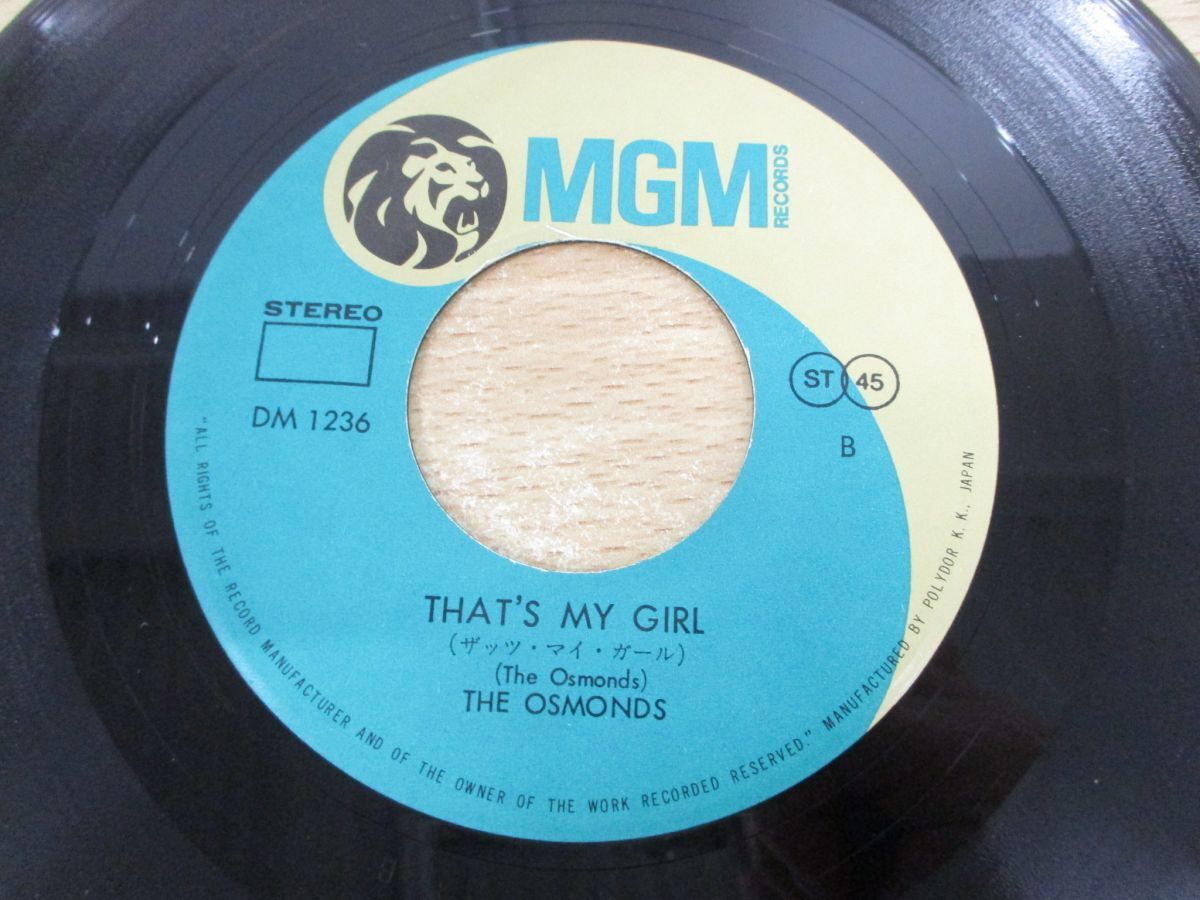 MGM
RECORDS
STEREO
DM 1236
ST 45
B
THAT'S MY GIRL
(ザッツ・マイ・ガール)
(The Osmonds)
THE OSMONDS
"ALL RIGHTS OF THE RECORD MANUFACTURER AND OF THE OWNER OF THE WORK RECORDED RESERVED." MANUFACTURED BY POLYDOR K. K., JAPAN